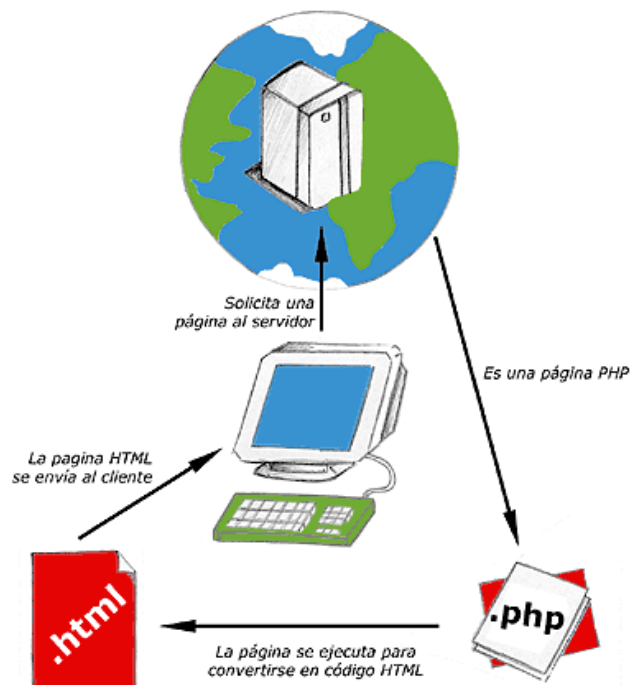 Solicita una
página al servidor
Es una página PHP
La pagina HTML
se envía al cliente
.html
.php
La página se ejecuta para
convertirse en código HTML